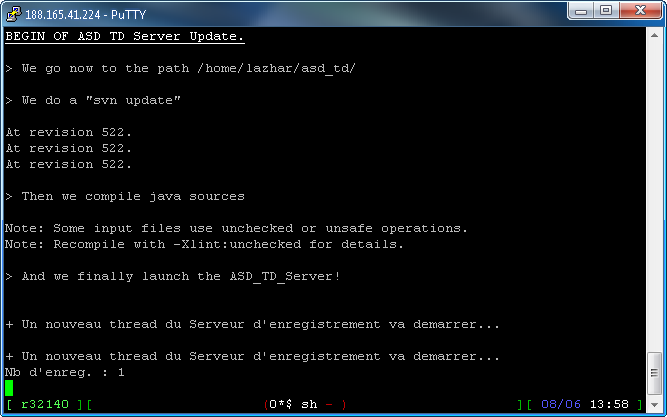 188.165.41.224 - PuTTY
BEGIN OF ASD TD Server Update.
> We go now to the path /home/lazhar/asd_td/
> We do a "svn update"
At revision 522.
At revision 522.
At revision 522.
> Then we compile java sources
Note: Some input files use unchecked or unsafe operations.
Note: Recompile with -Xlint:unchecked for details.
> And we finally launch the ASD_TD_Server!
+ Un nouveau thread du Serveur d'enregistrement va demarrer...
+ Un nouveau thread du Serveur d'enregistrement va demarrer...
Nb d'enreg. : 1
[ r32140 ][ (0*$ sh - ) ][ 08/06 13:58 ]